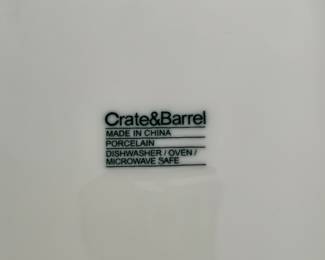 Crate&Barrel
MADE IN CHINA
PORCELAIN
DISHWASHER / OVEN /
MICROWAVE SAFE